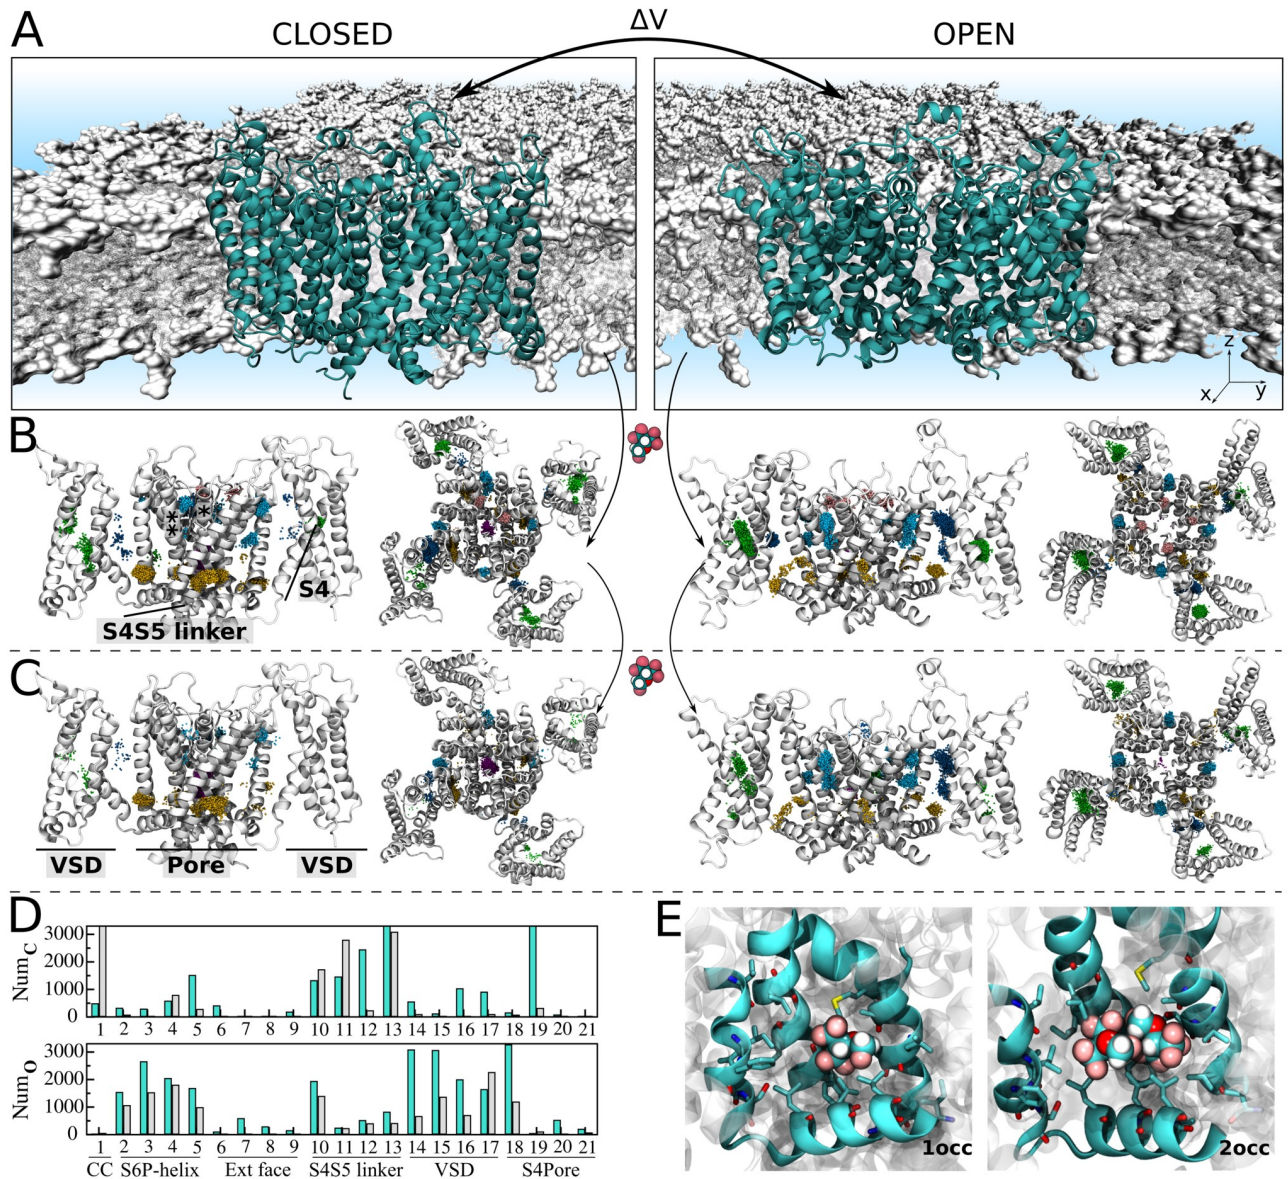 A
CLOSED
ΔV
OPEN
z
x
y
B
*
*
*
S4
S4S5 linker
C
VSD
Pore
VSD
D
E
Num_C
3000
2000
1000
0
1 2 3 4 5 6 7 8 9 10 11 12 13 14 15 16 17 18 19 20 21
Num_O
3000
2000
1000
0
1 2 3 4 5 6 7 8 9 10 11 12 13 14 15 16 17 18 19 20 21
CC S6P-helix Ext face S4S5 linker VSD S4Pore
1occ
2occ